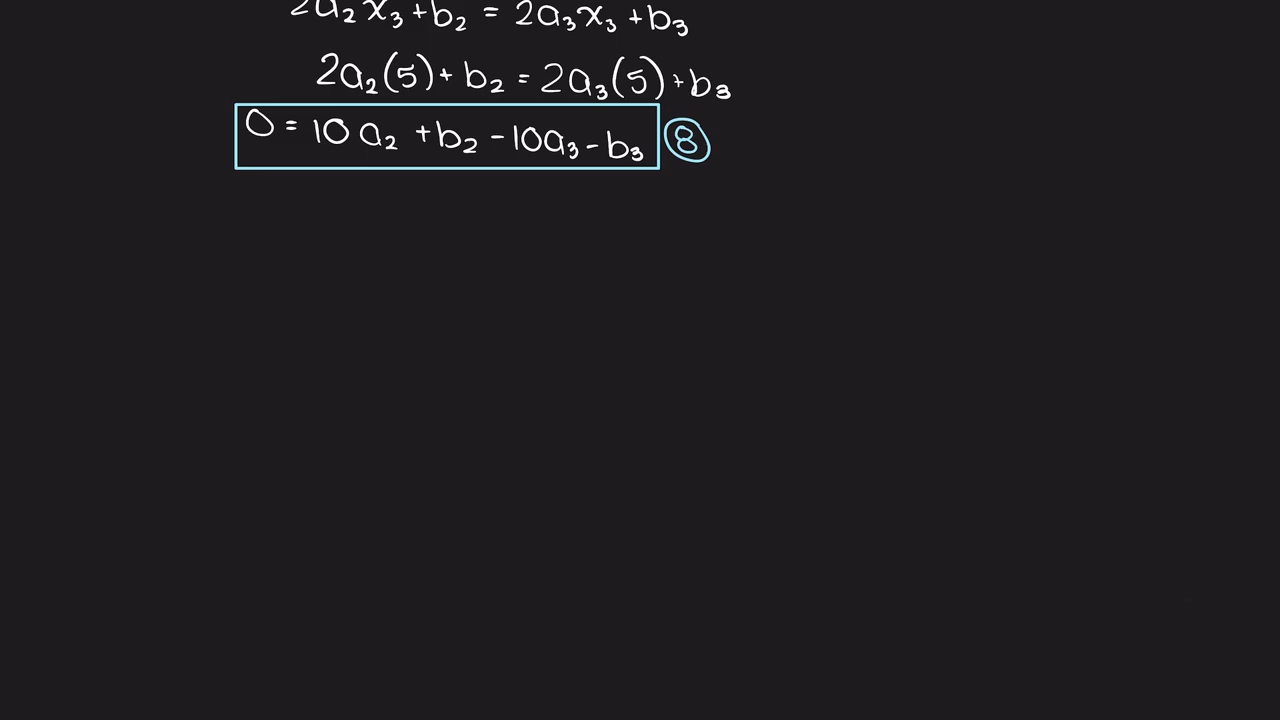 2a₂x₃+b₂ = 2a₃x₃+b₃
2a₂(5)+b₂ = 2a₃(5)+b₃
0 = 10a₂+b₂-10a₃-b₃ ⑧